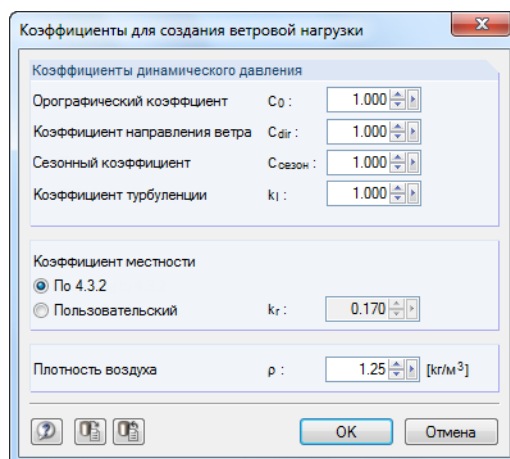 Коэффициенты для создания ветровой нагрузки
Коэффициенты динамического давления
Орографический коэффциент C0 : 1.000
Коэффициент направления ветра Cdir : 1.000
Сезонный коэффициент Cсезон : 1.000
Коэффициент турбуленции kI : 1.000
Коэффициент местности
По 4.3.2
Пользовательский kr : 0.170
Плотность воздуха ρ : 1.25 [кг/м3]
OK Отмена